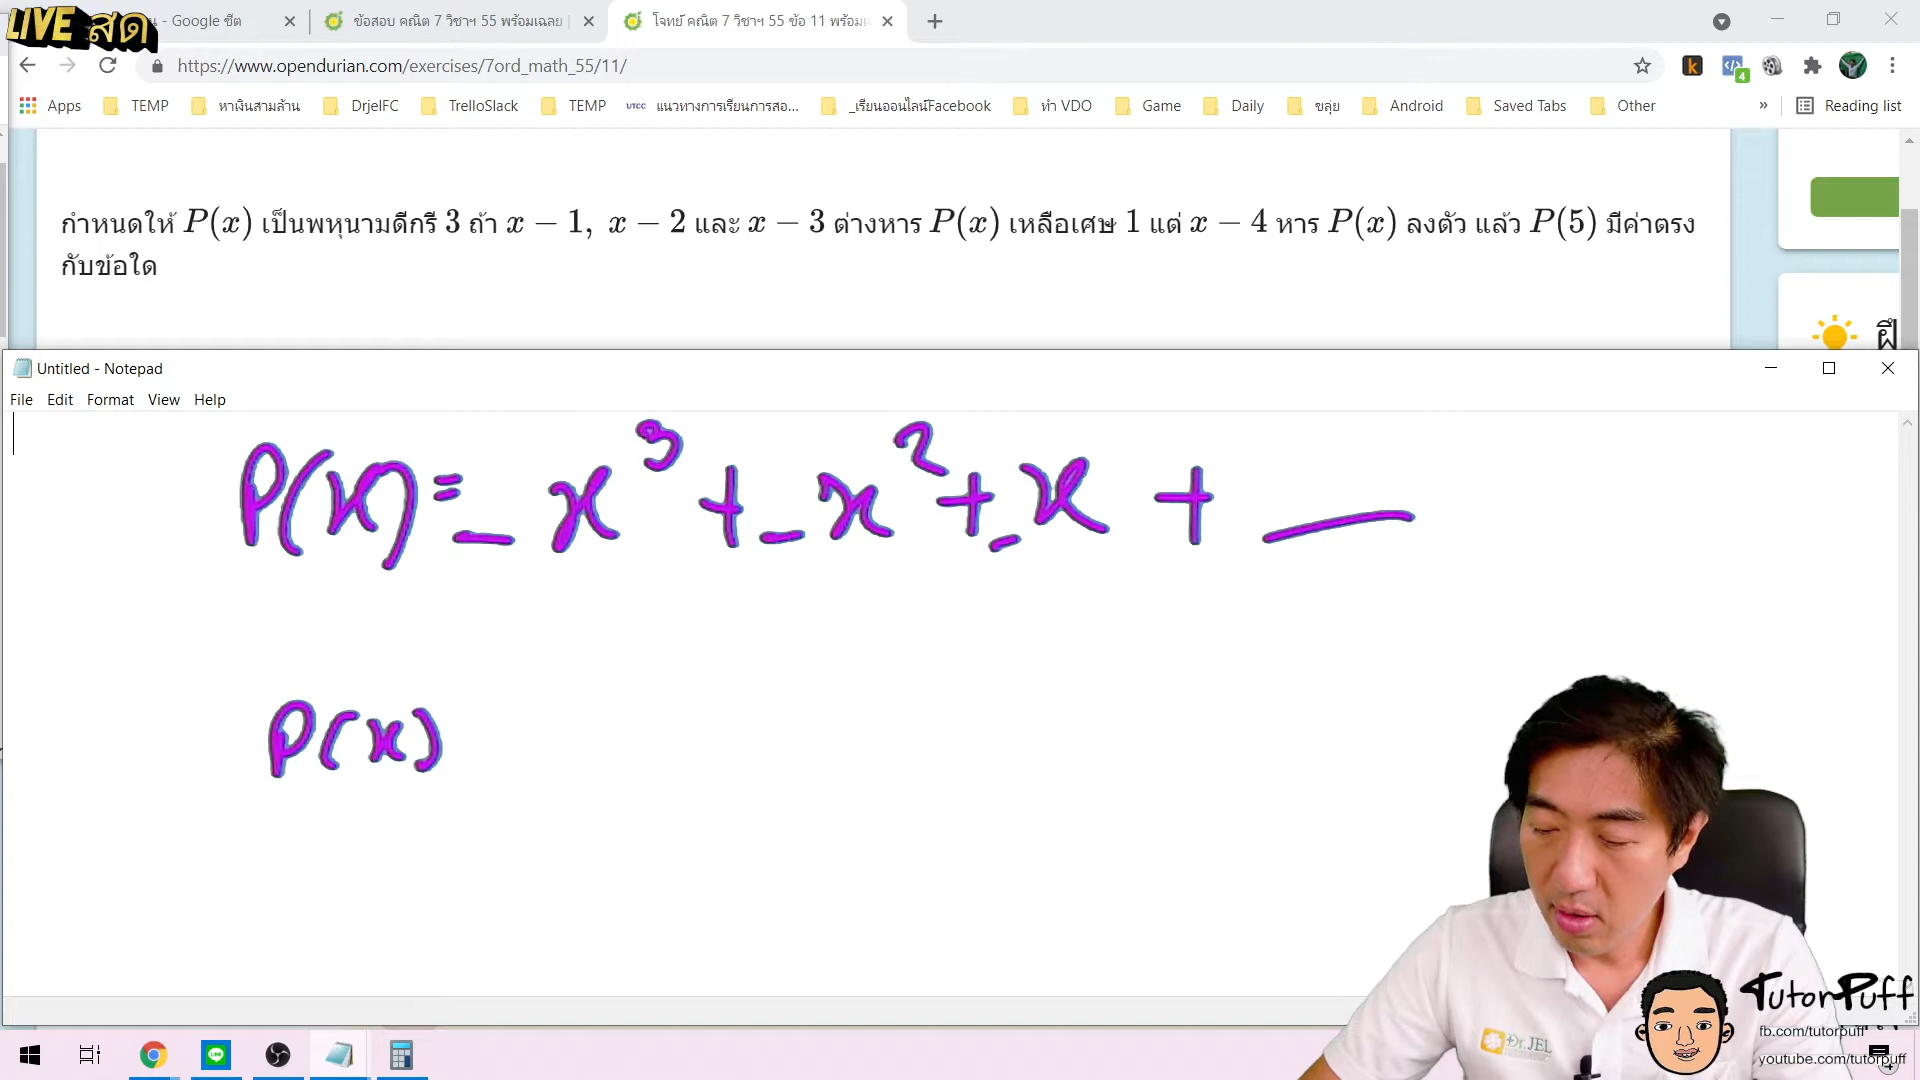 LIVE สด
น - Google ชีต
ข้อสอบ คณิต 7 วิชาฯ 55 พร้อมเฉลย |
โจทย์ คณิต 7 วิชาฯ 55 ข้อ 11 พร้อมเ
https://www.opendurian.com/exercises/7ord_math_55/11/
4
Apps TEMP หาเงินสามล้าน DrjelFC TrelloSlack TEMP UTCC แนวทางการเรียนการสอ... _เรียนออนไลน์Facebook ทำ VDO Game Daily ขลุ่ย Android Saved Tabs Other » Reading list
กำหนดให้ P(x) เป็นพหุนามดีกรี 3 ถ้า x − 1, x − 2 และ x − 3 ต่างหาร P(x) เหลือเศษ 1 แต่ x − 4 หาร P(x) ลงตัว แล้ว P(5) มีค่าตรง
กับข้อใด
ฝึ
Untitled - Notepad
File Edit Format View Help
P(x)=_x³+_x²+_x + __
P(x)
Dr.JEL
TutorPuff
fb.com/tutorpuff
youtube.com/tutorpuff